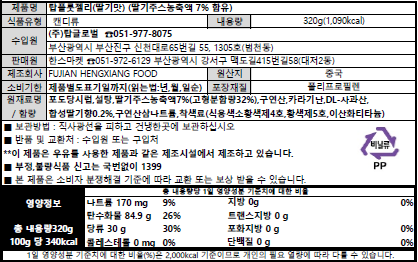 제품명 탑플룻젤리(딸기맛) (딸기주스농축액 7% 함유)
식품유형 캔디류 내용량 320g(1,090kcal)
수입원 (주)탑글로벌 ☎051-977-8075
부산광역시 부산진구 신천대로65번길 55, 1305호(범천동)
판매원 한스마켓 ☎051-972-6129 부산광역시 강서구 맥도길415번길58(대저2동)
제조회사 FUJIAN HENGXIANG FOOD 원산지 중국
소비기한 제품별도표기일까지(읽는법:년,월,일순) 포장재질 폴리프로필렌
원재료명/함량 포도당시럽,설탕,딸기주스농축액7%(고형분함량32%),구연산,카라기난,DL-사과산,
합성딸기향0.2%,구연산삼나트륨,착색료(식용색소황색제4호,황색제5호,이산화티타늄)
■ 보관방법 : 직사광선을 피하고 건냉한곳에 보관하십시오
■ 반품 및 교환처 : 수입원 또는 구입처
**이 제품은 우유를 사용한 제품과 같은 제조시설에서 제조하고 있습니다.
■ 부정,불량식품 신고는 국번없이 1399
■ 본 제품은 소비자 분쟁해결 기준에 따라 교환 또는 보상 받을 수 있습니다.
비닐류
PP
영양정보
총 내용량320g
100g 당 340kcal
총 내용량당 1일 영양성분 기준치에 대한 비율
나트륨 170 mg 9% 지방 0g 0%
탄수화물 84.9 g 26% 트랜스지방 0 g
당류 30 g 30% 포화지방 0 g 0%
콜레스테롤 0 mg 0% 단백질 0 g 0%
1일 영양성분 기준치에 대한 비율(%)은 2,000kcal 기준이므로 개인의 필요 열량에 따라 다를 수 있습니다.